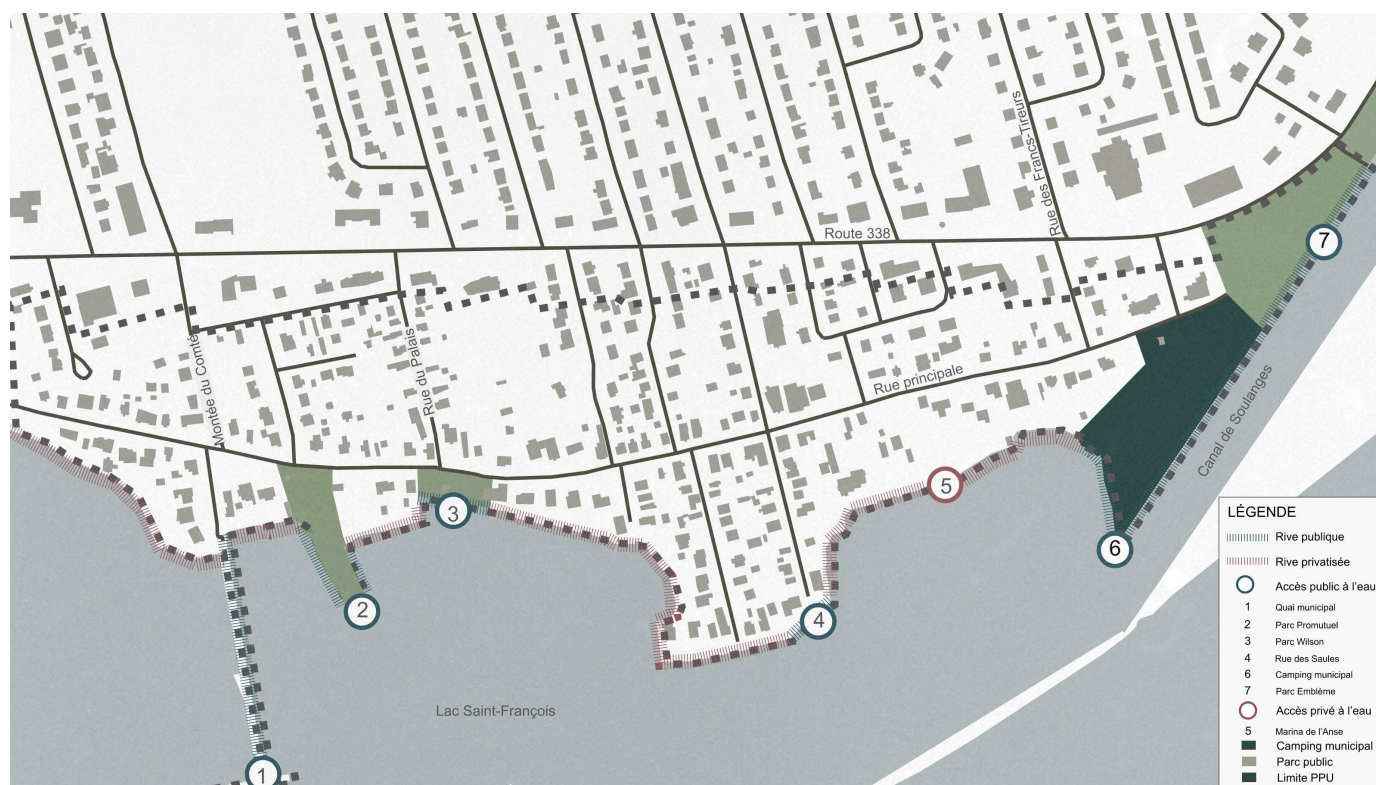 Rue des Francs-Tireurs
Route 338
7
Montée du Comté
Rue du Palais
Rue principale
Canal de Soulanges
5
3
6
2
4
Lac Saint-François
1
LÉGENDE
Rive publique
Rive privatisée
Accès public à l'eau
1 Quai municipal
2 Parc Promutuel
3 Parc Wilson
4 Rue des Saules
6 Camping municipal
7 Parc Emblème
Accès privé à l'eau
5 Marina de l'Anse
Camping municipal
Parc public
Limite PPU